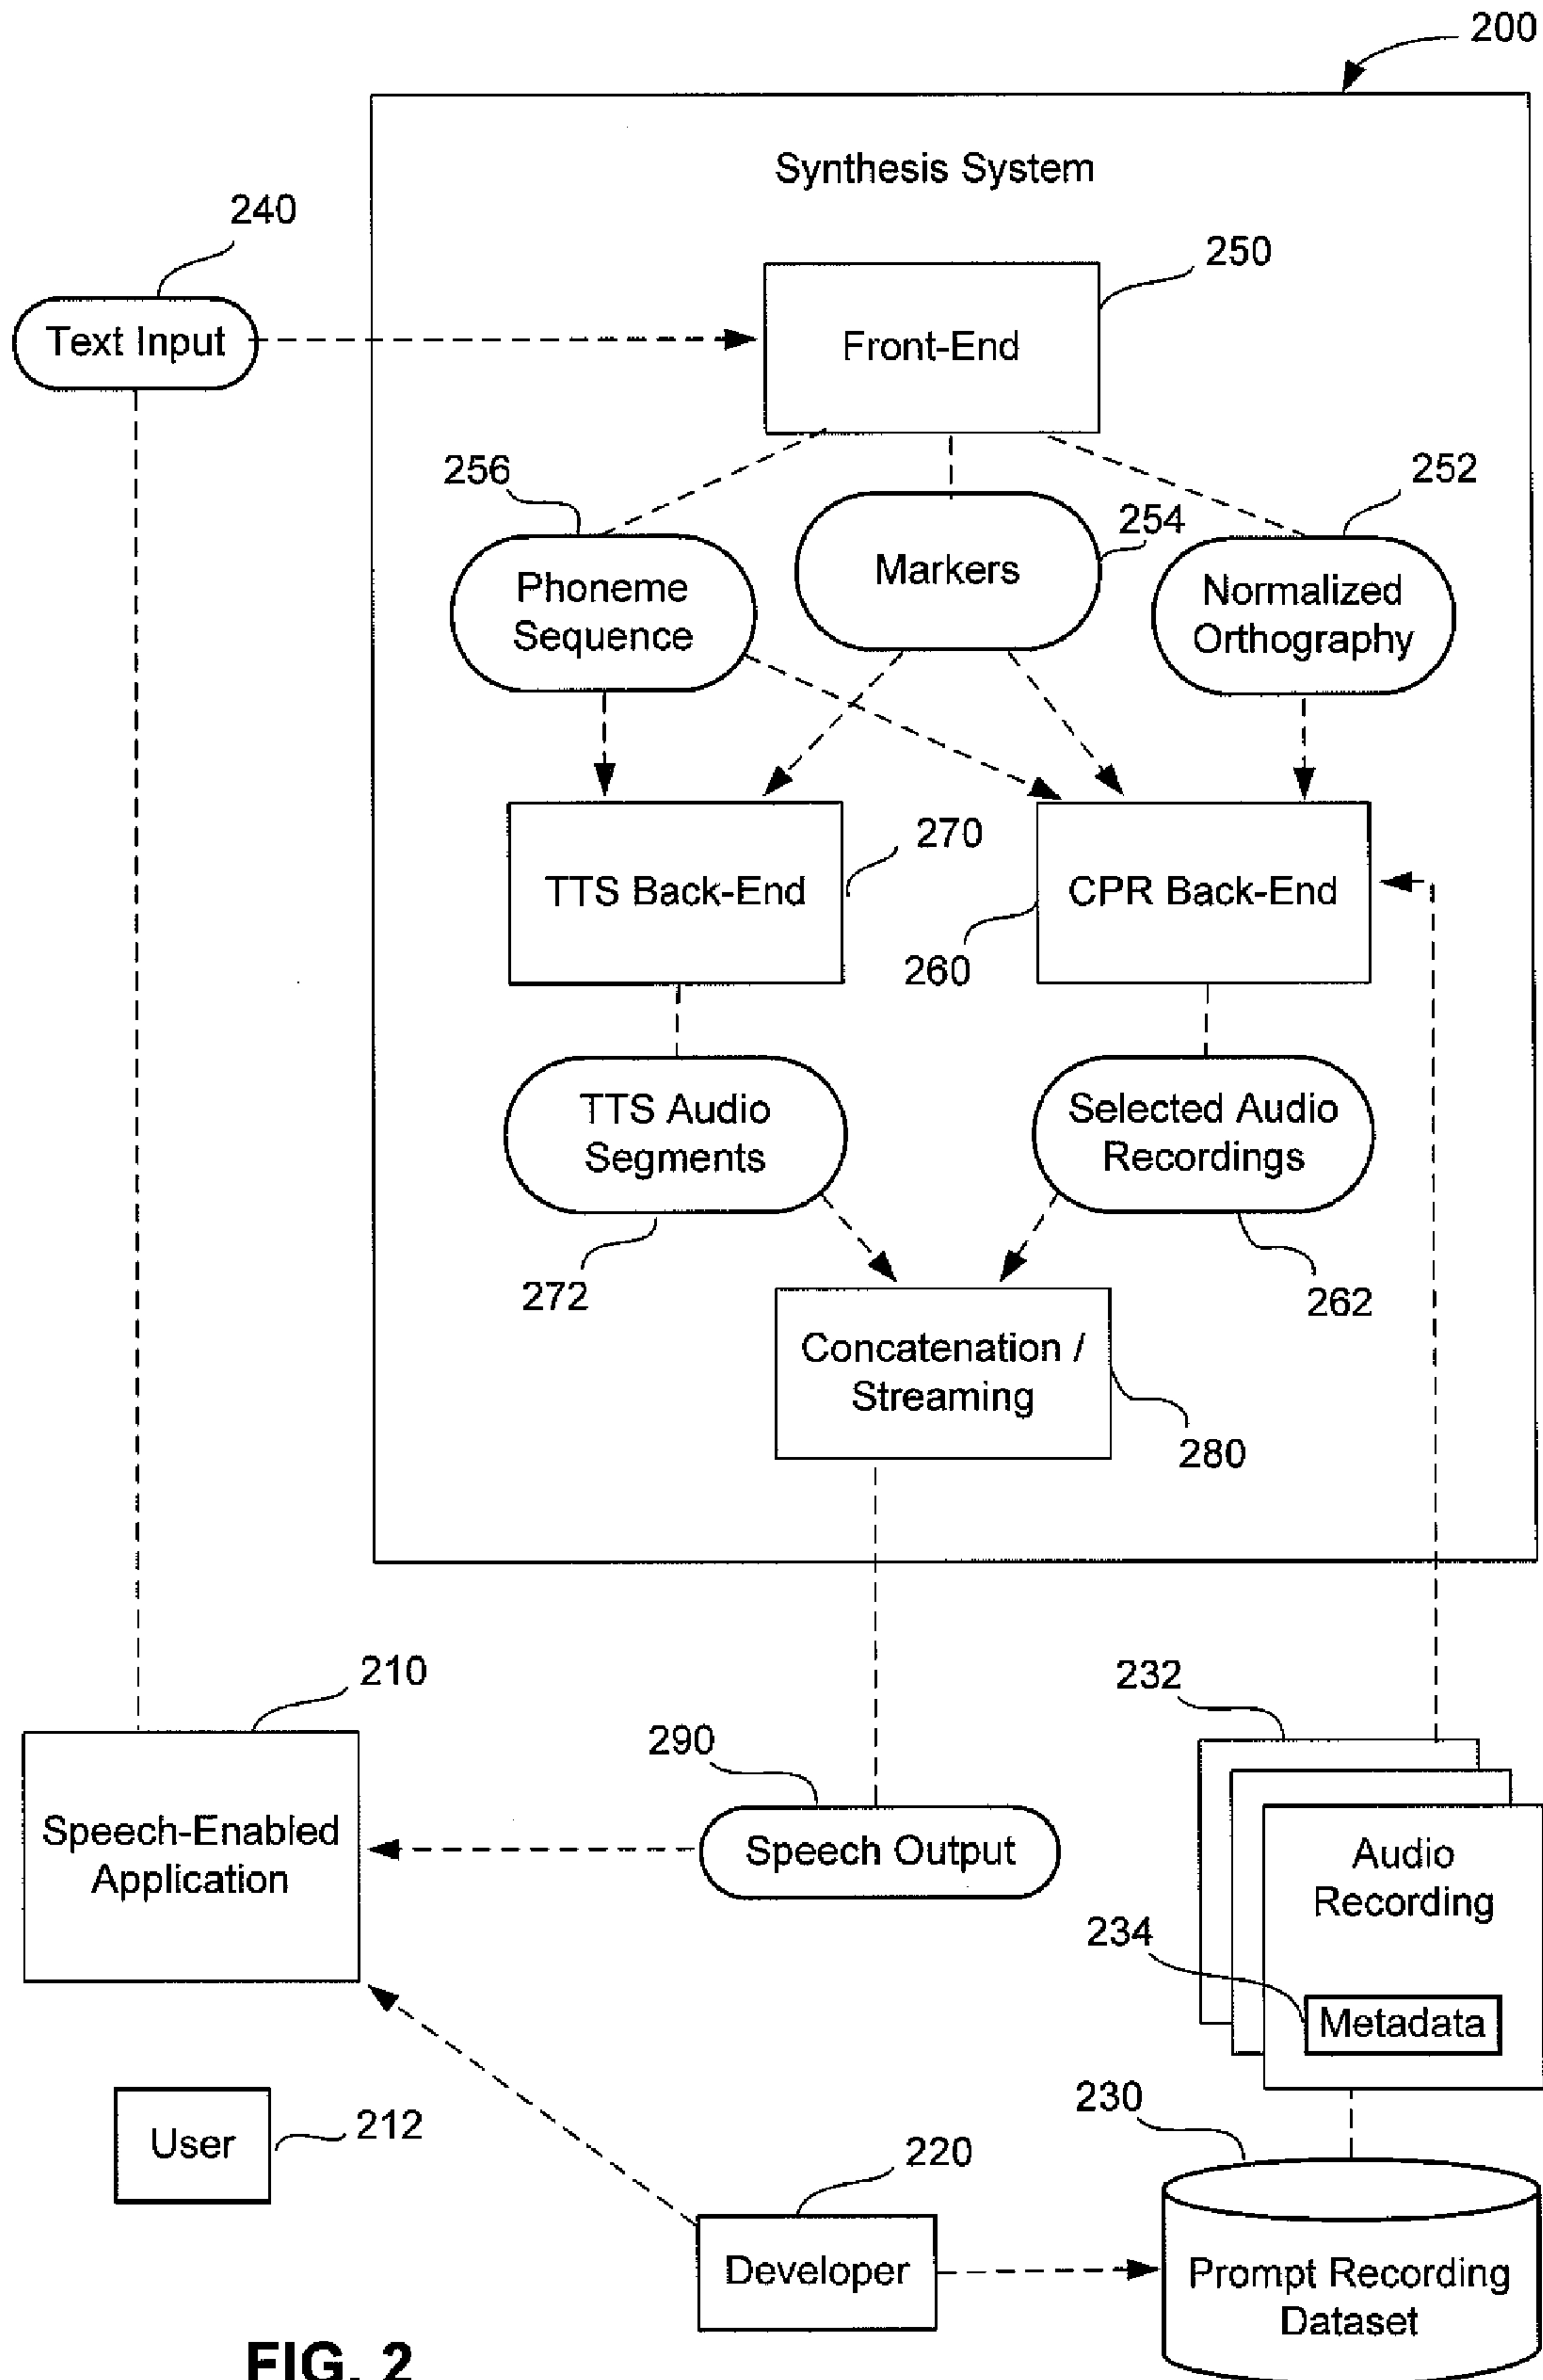 200
Synthesis System
240
250
Text Input
Front-End
256
252
254
Markers
Phoneme
Sequence
Normalized
Orthography
270
TTS Back-End
CPR Back-End
260
TTS Audio
Segments
Selected Audio
Recordings
272
262
Concatenation /
Streaming
280
210
232
290
Speech-Enabled
Application
Speech Output
Audio
Recording
234
Metadata
230
212
User
220
Developer
Prompt Recording
Dataset
FIG. 2